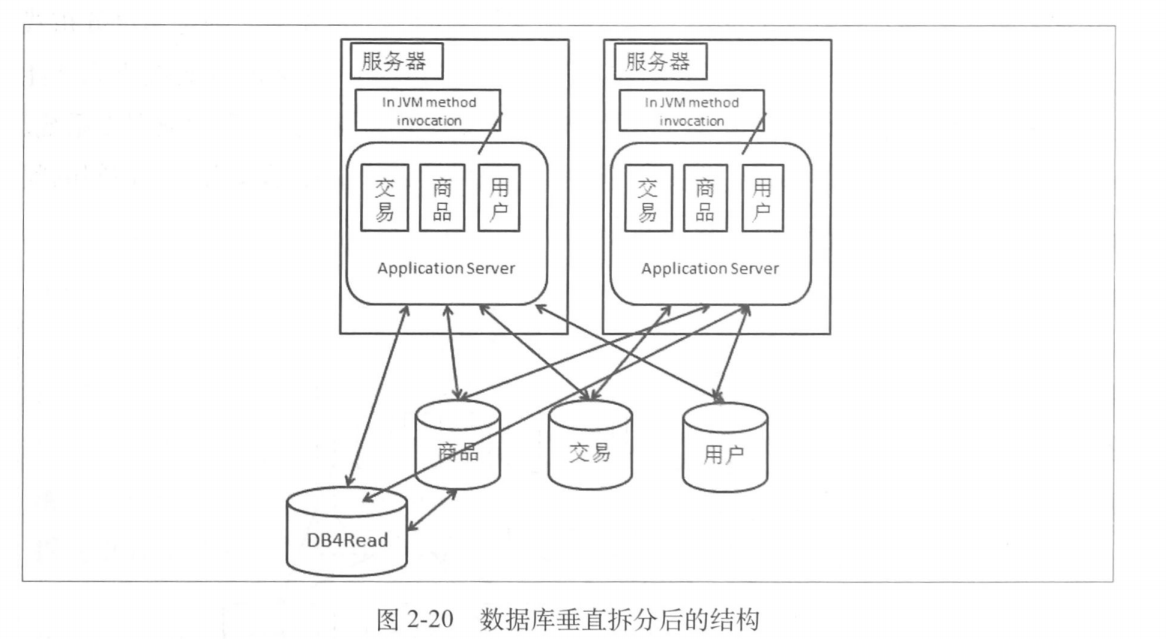 服务器
In JVM method
invocation
交易
商品
用户
Application Server
服务器
In JVM method
invocation
交易
商品
用户
Application Server
商品
交易
用户
DB4Read
图 2-20 数据库垂直拆分后的结构